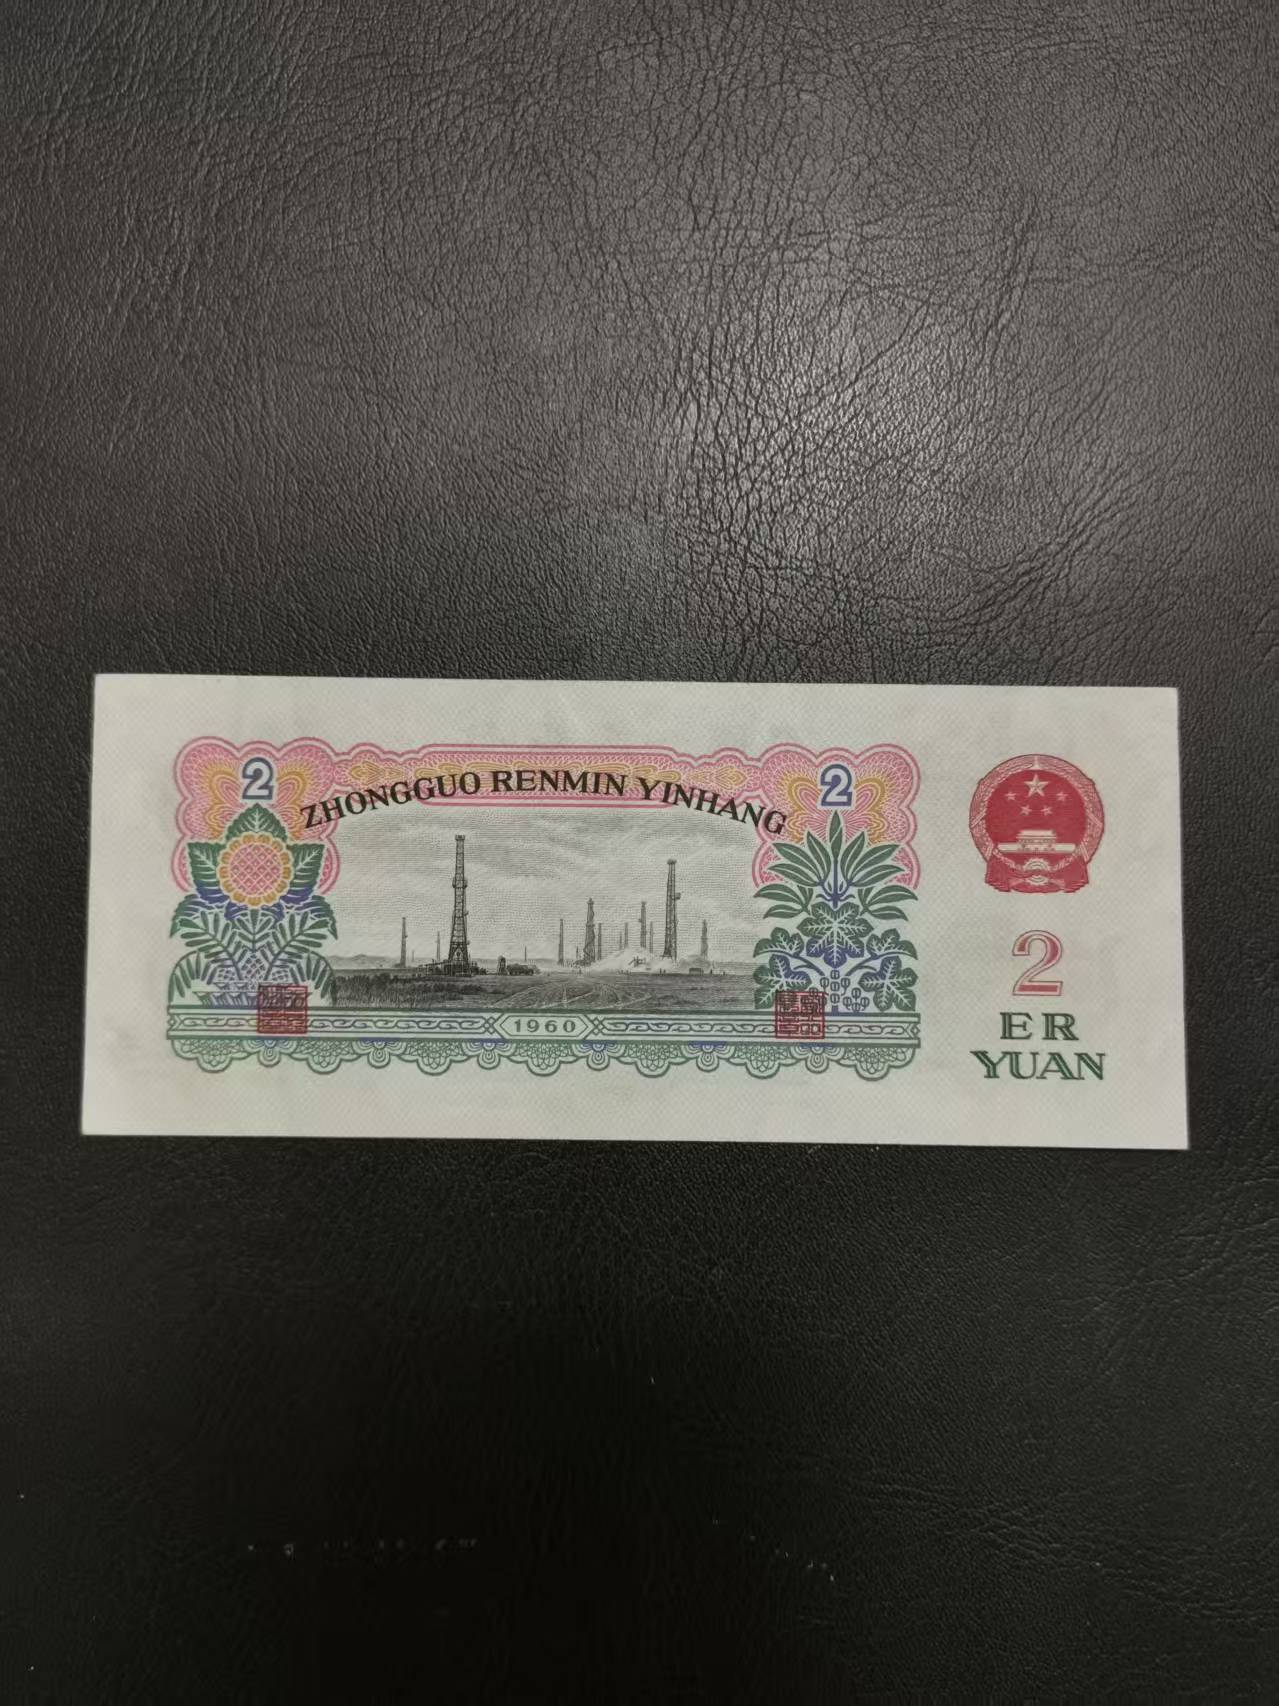 2
2
ZHONGGUO RENMIN YINHANG
2
1960
ER
YUAN